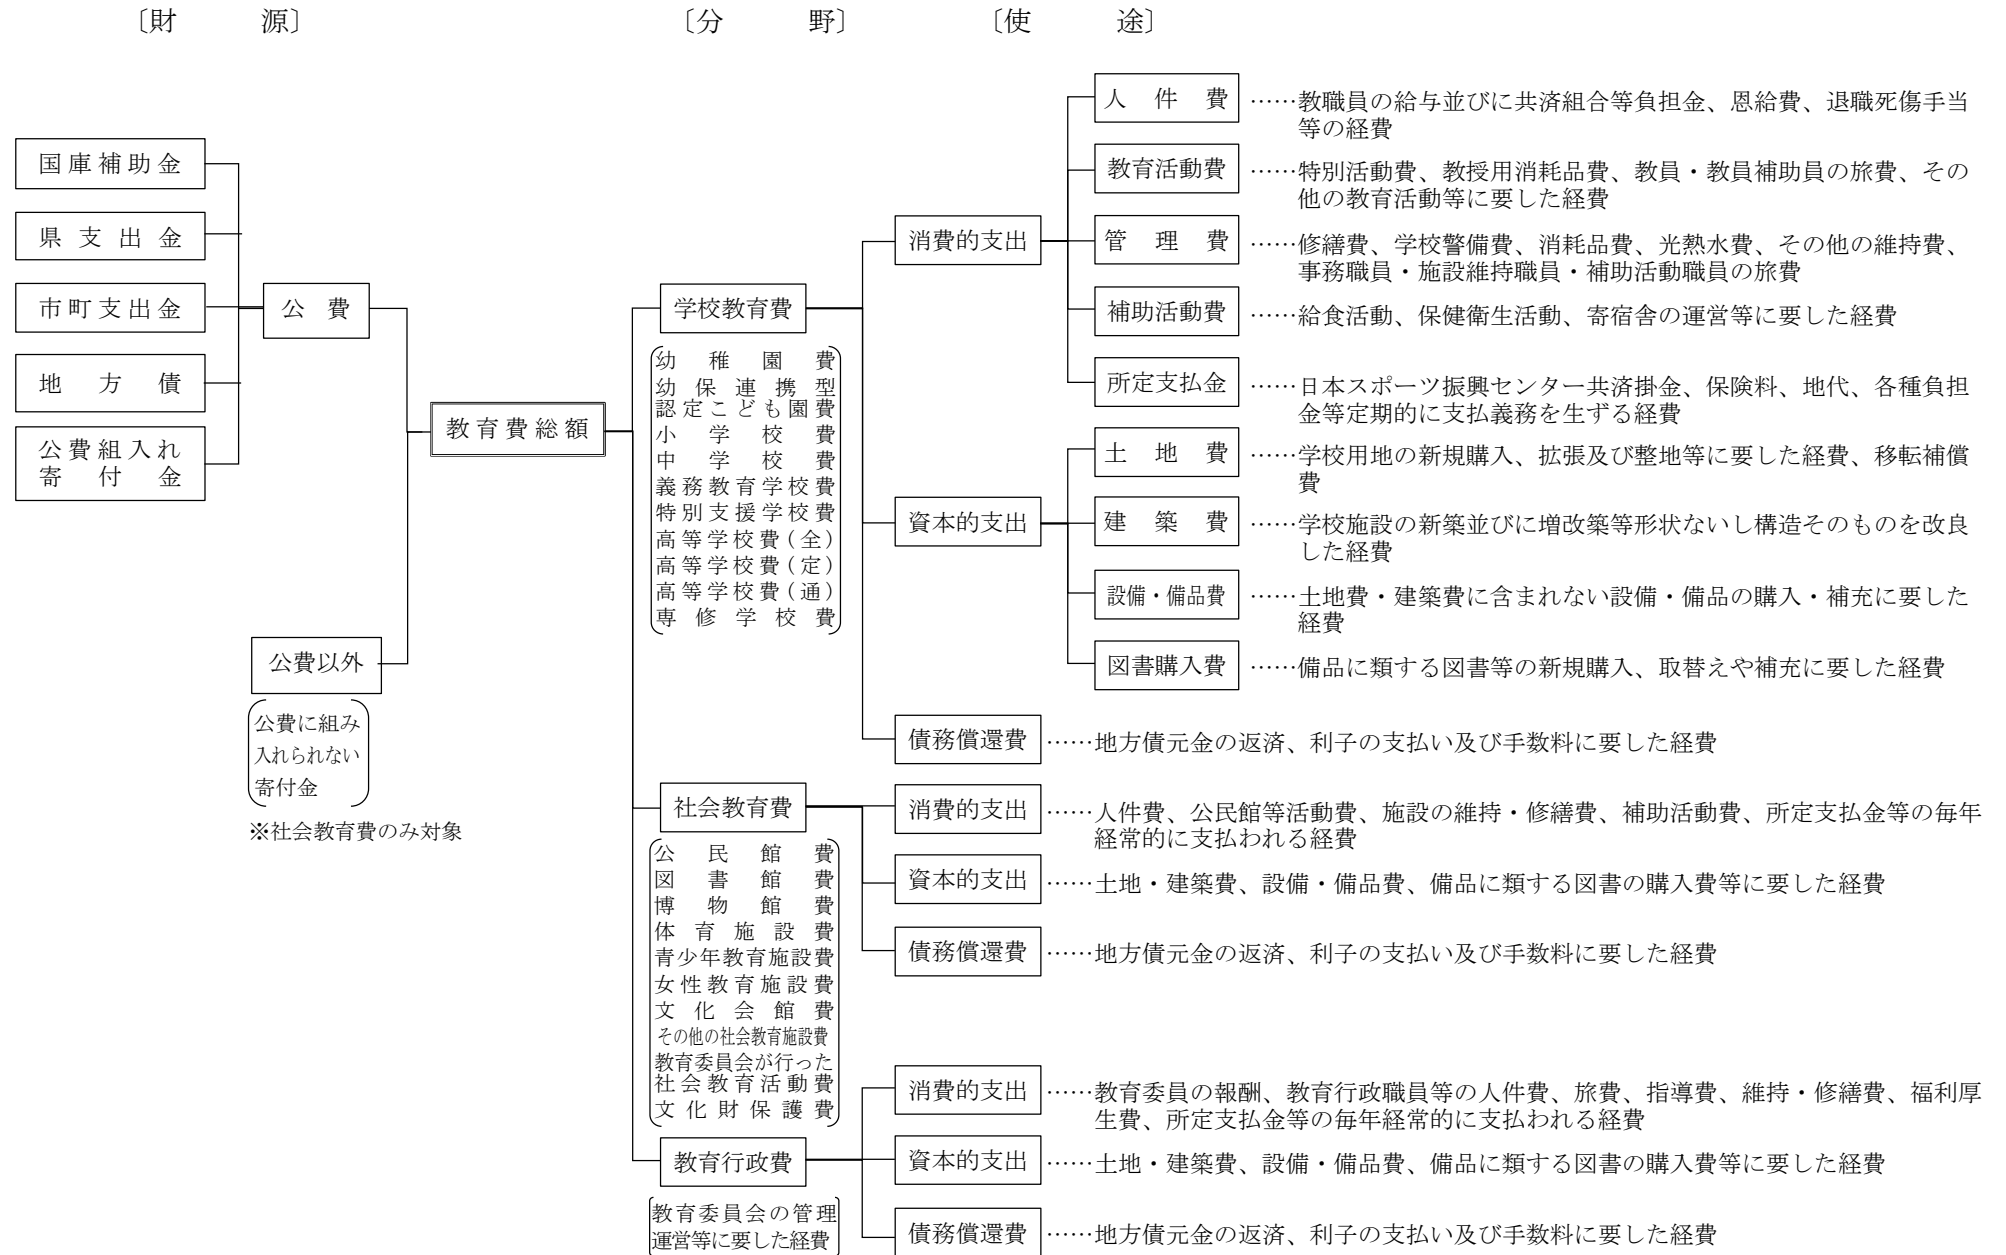 〔財　　源〕
〔分　　野〕
〔使　　途〕
国庫補助金
県支出金
市町支出金
地方債
公費組入れ
寄付金
公費
公費以外
公費に組み
入れられない
寄付金
※社会教育費のみ対象
教育費総額
学校教育費
幼稚園費
幼保連携型
認定こども園費
小学校費
中学校費
義務教育学校費
特別支援学校費
高等学校費(全)
高等学校費(定)
高等学校費(通)
専修学校費
消費的支出
人件費 ……教職員の給与並びに共済組合等負担金、恩給費、退職死傷手当
等の経費
教育活動費 ……特別活動費、教授用消耗品費、教員・教員補助員の旅費、その
他の教育活動等に要した経費
管理費 ……修繕費、学校警備費、消耗品費、光熱水費、その他の維持費、
事務職員・施設維持職員・補助活動職員の旅費
補助活動費 ……給食活動、保健衛生活動、寄宿舎の運営等に要した経費
所定支払金 ……日本スポーツ振興センター共済掛金、保険料、地代、各種負担
金等定期的に支払義務を生ずる経費
資本的支出
土地費 ……学校用地の新規購入、拡張及び整地等に要した経費、移転補償
費
建築費 ……学校施設の新築並びに増改築等形状ないし構造そのものを改良
した経費
設備・備品費 ……土地費・建築費に含まれない設備・備品の購入・補充に要した
経費
図書購入費 ……備品に類する図書等の新規購入、取替えや補充に要した経費
債務償還費 ……地方債元金の返済、利子の支払い及び手数料に要した経費
社会教育費
公民館費
図書館費
博物館費
体育施設費
青少年教育施設費
女性教育施設費
文化会館費
その他の社会教育施設費
教育委員会が行った
社会教育活動費
文化財保護費
消費的支出 ……人件費、公民館等活動費、施設の維持・修繕費、補助活動費、所定支払金等の毎年
経常的に支払われる経費
資本的支出 ……土地・建築費、設備・備品費、備品に類する図書の購入費等に要した経費
債務償還費 ……地方債元金の返済、利子の支払い及び手数料に要した経費
教育行政費
教育委員会の管理
運営等に要した経費
消費的支出 ……教育委員の報酬、教育行政職員等の人件費、旅費、指導費、維持・修繕費、福利厚
生費、所定支払金等の毎年経常的に支払われる経費
資本的支出 ……土地・建築費、設備・備品費、備品に類する図書の購入費等に要した経費
債務償還費 ……地方債元金の返済、利子の支払い及び手数料に要した経費